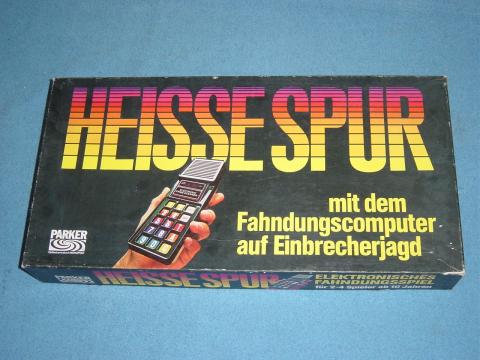 HEISSE SPUR
mit dem
Fahndungscomputer
auf Einbrecherjagd
PARKER
HEISSE SPUR
ELEKTRONISCHES
FAHNDUNGSSPIEL
für 2-4 Spieler ab 10 Jahren